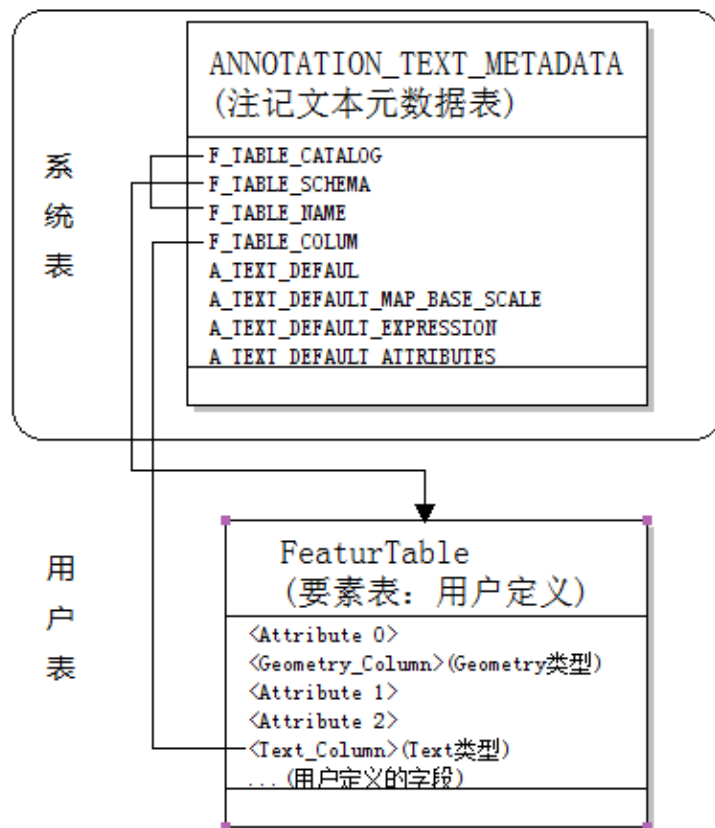 ANNOTATION_TEXT_METADATA
(注记文本元数据表)
系统表
F_TABLE_CATALOG
F_TABLE_SCHEMA
F_TABLE_NAME
F_TABLE_COLUM
A_TEXT_DEFAUL
A_TEXT_DEFAULT_MAP_BASE_SCALE
A_TEXT_DEFAULT_EXPRESSION
A_TEXT_DEFAULT_ATTRIBUTES
用户表
FeaturTable
(要素表: 用户定义)
<Attribute 0>
<Geometry_Column>(Geometry类型)
<Attribute 1>
<Attribute 2>
<Text_Column>(Text类型)
...(用户定义的字段)